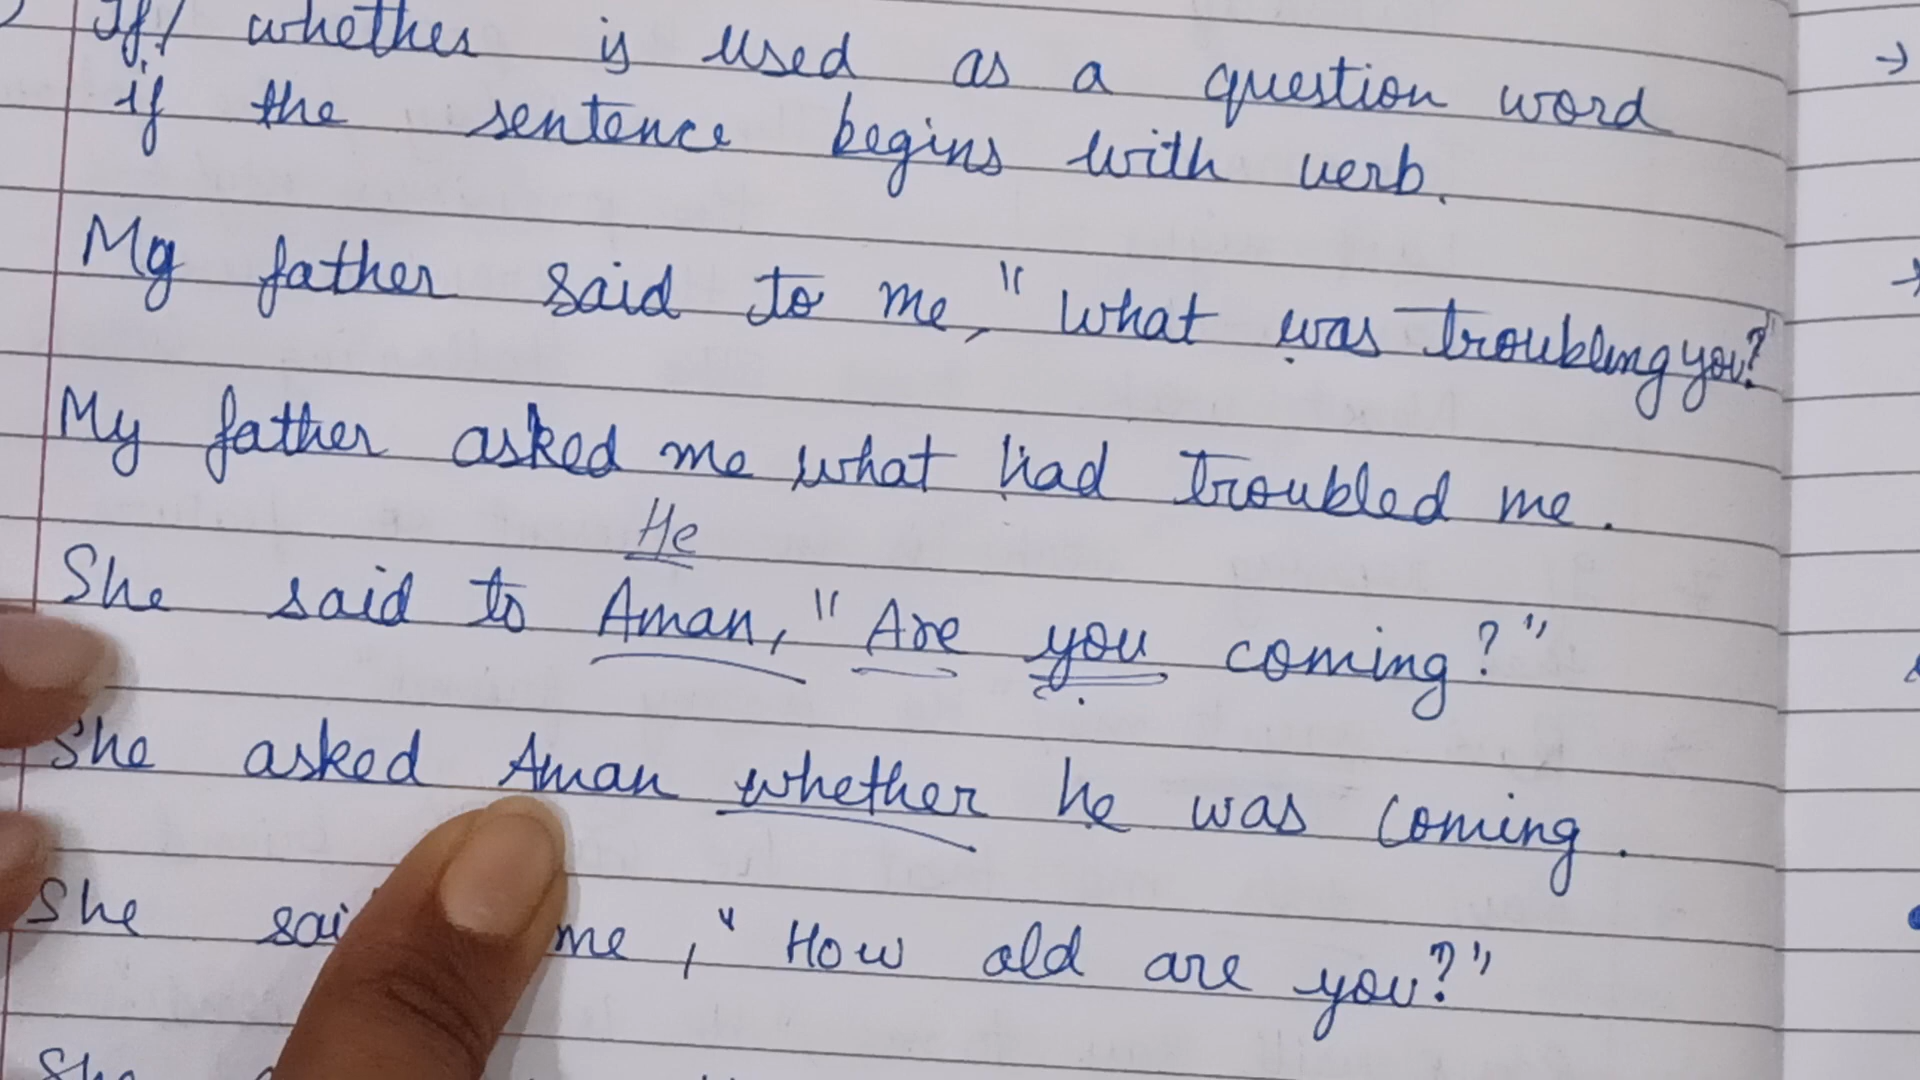 If/ whether is used as a question word
if the sentence begins with verb.
My father said to me, "What was troubling you?"
My father asked me what had troubled me.
He
She said to Aman, "Are you coming?"
She asked Aman whether he was coming.
She sai me, "How old are you?"
She